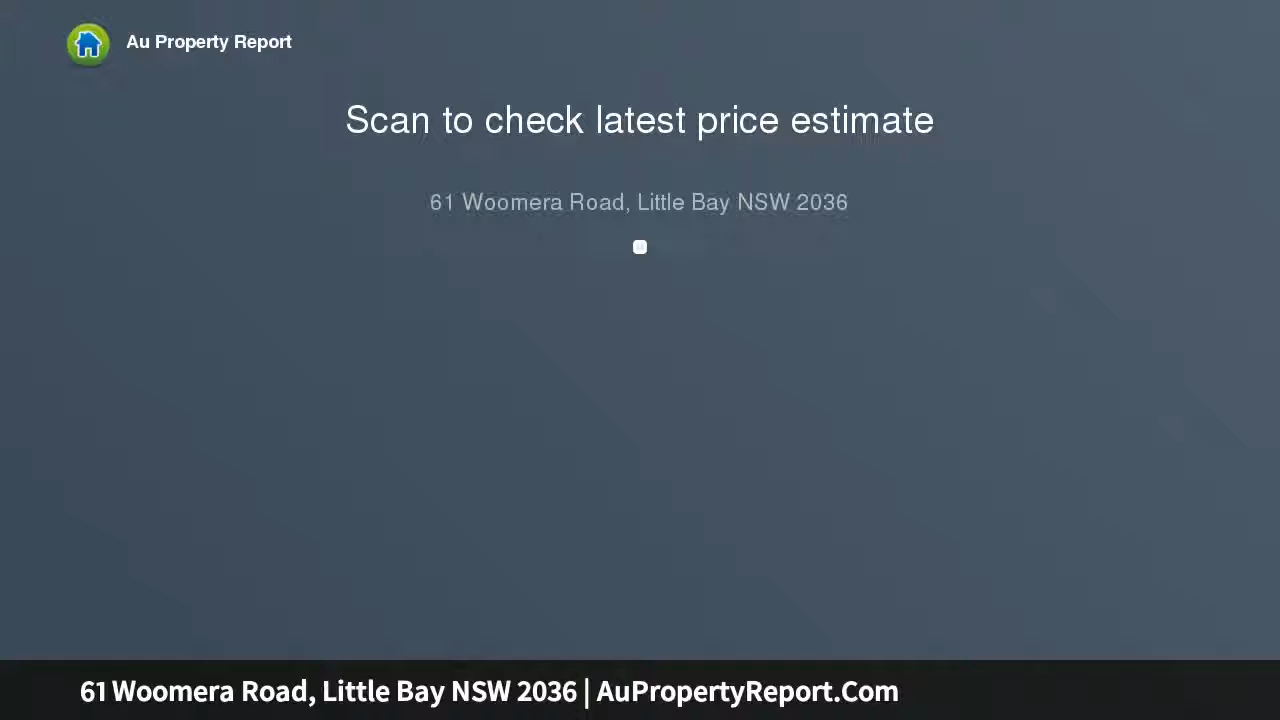 Au Property Report
Scan to check latest price estimate
61 Woomera Road, Little Bay NSW 2036
61 Woomera Road, Little Bay NSW 2036 | AuPropertyReport.Com